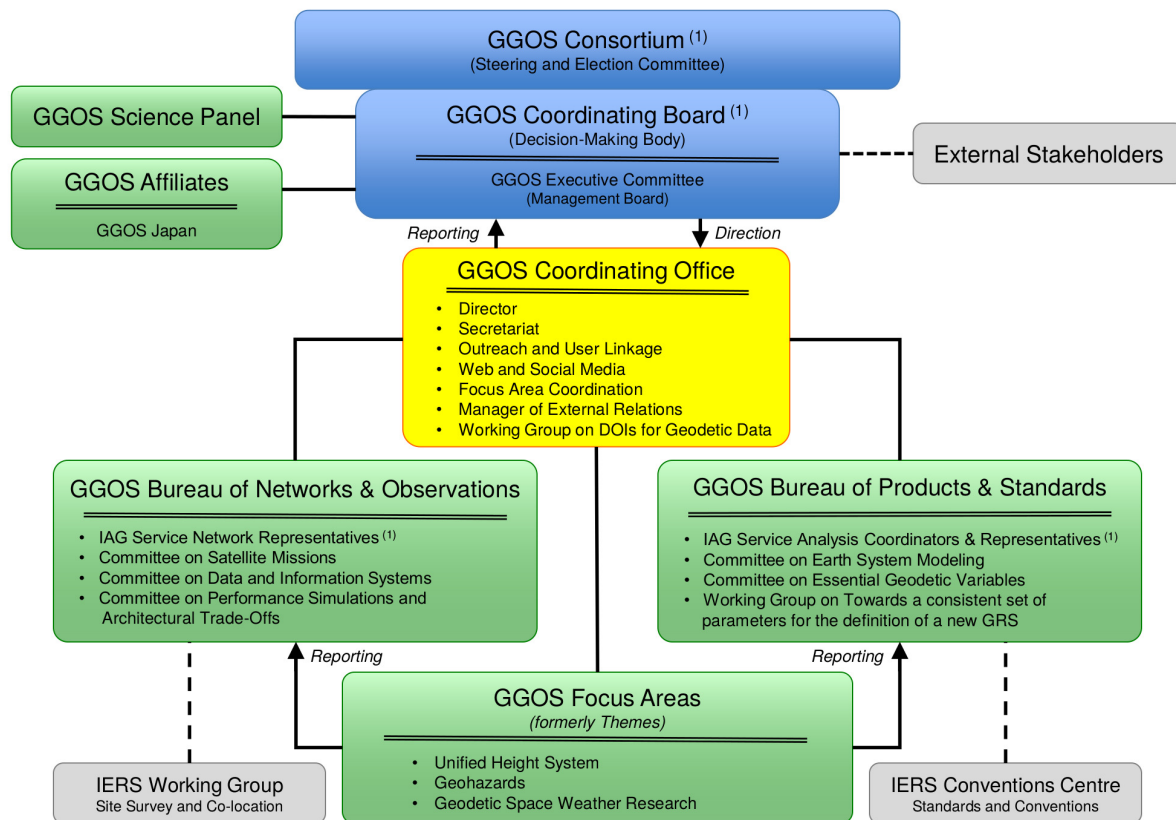 GGOS Consortium (1)
(Steering and Election Committee)
GGOS Science Panel
GGOS Coordinating Board (1)
(Decision-Making Body)
GGOS Executive Committee
(Management Board)
External Stakeholders
GGOS Affiliates
GGOS Japan
Reporting
Direction
GGOS Coordinating Office
• Director
• Secretariat
• Outreach and User Linkage
• Web and Social Media
• Focus Area Coordination
• Manager of External Relations
• Working Group on DOIs for Geodetic Data
GGOS Bureau of Networks & Observations
• IAG Service Network Representatives (1)
• Committee on Satellite Missions
• Committee on Data and Information Systems
• Committee on Performance Simulations and
Architectural Trade-Offs
GGOS Bureau of Products & Standards
• IAG Service Analysis Coordinators & Representatives (1)
• Committee on Earth System Modeling
• Committee on Essential Geodetic Variables
• Working Group on Towards a consistent set of
parameters for the definition of a new GRS
Reporting
Reporting
GGOS Focus Areas
(formerly Themes)
• Unified Height System
• Geohazards
• Geodetic Space Weather Research
IERS Working Group
Site Survey and Co-location
IERS Conventions Centre
Standards and Conventions